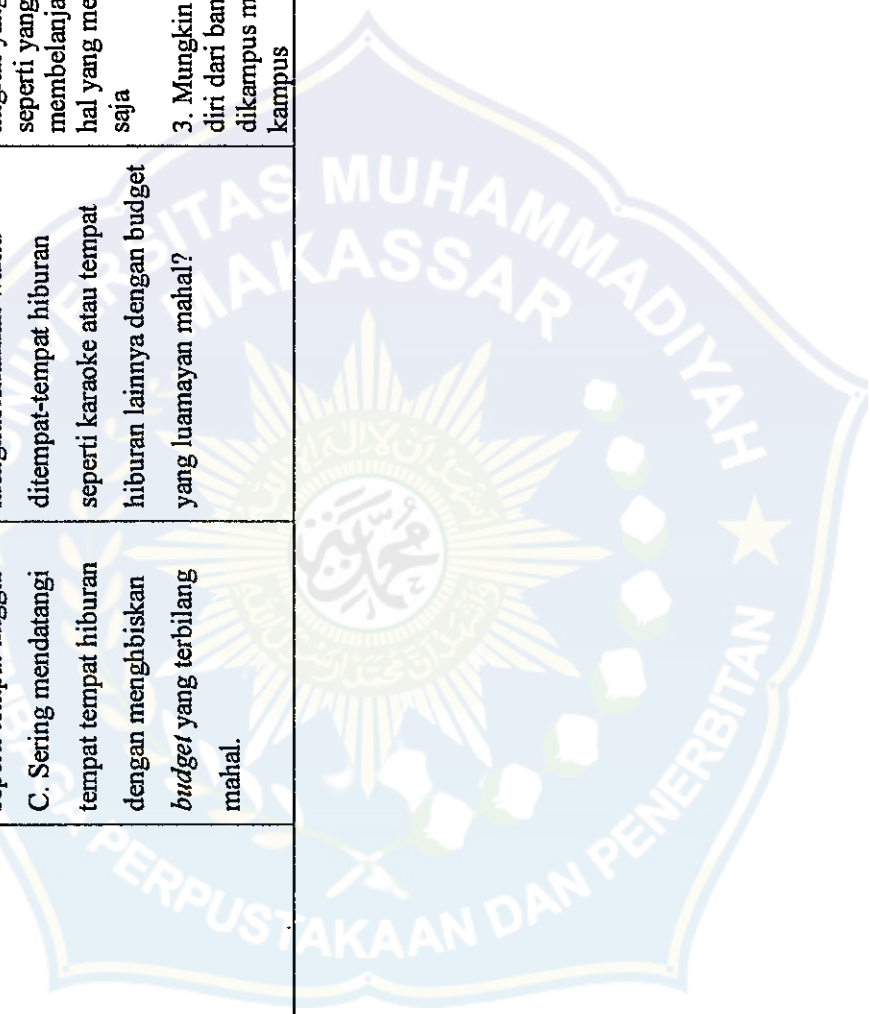 C. Sering mendatangi
tempat tempat hiburan
dengan menghbiskan
budget yang terbilang
mahal.
ditempat-tempat hiburan
seperti karaoke atau tempat
hiburan lainnya dengan budget
yang luamayan mahal?
seperti yang
membelanja
hal yang me
saja
3. Mungkin
diri dari ban
dikampus m
kampus
UNIVERSITAS MUHAMMADIYAH
MAKASSAR
PERPUSTAKAAN DAN PENERBITAN